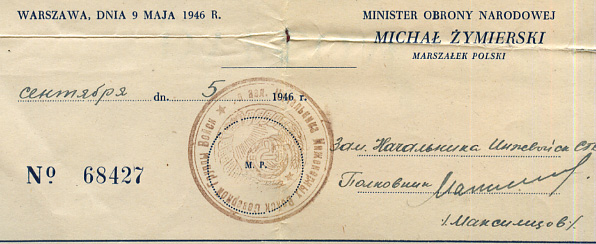 WARSZAWA, DNIA 9 MAJA 1946 R.
MINISTER OBRONY NARODOWEJ
MICHAŁ ŻYMIERSKI
MARSZAŁEK POLSKI
сентября dn. 5 1946 r.
M. P.
Nº 68427
Зам. Начальника
Полковник
/Максимцов/